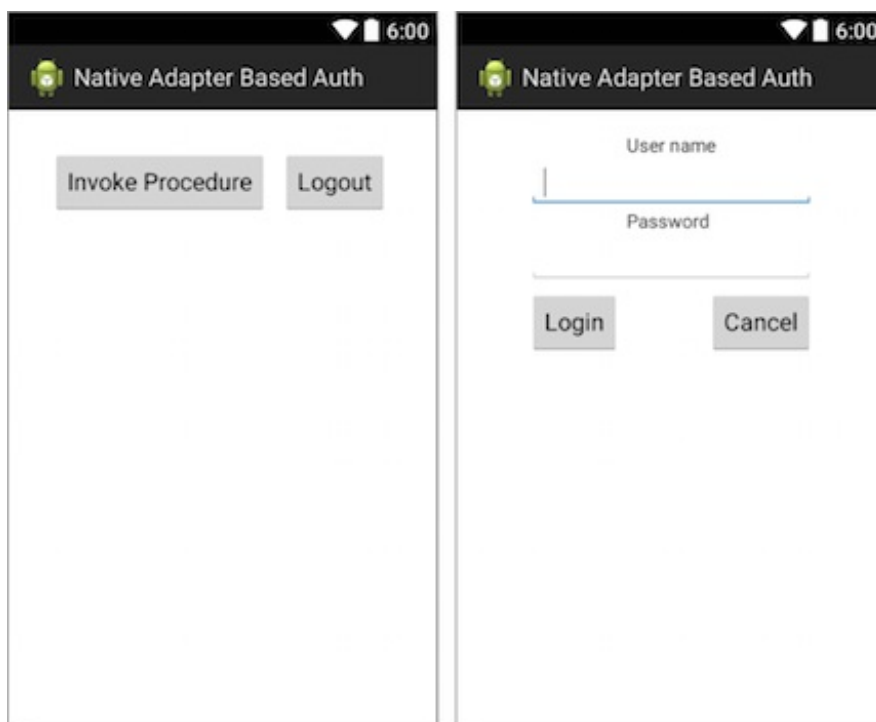 6:00
Native Adapter Based Auth
Invoke Procedure
Logout
6:00
Native Adapter Based Auth
User name
Password
Login
Cancel